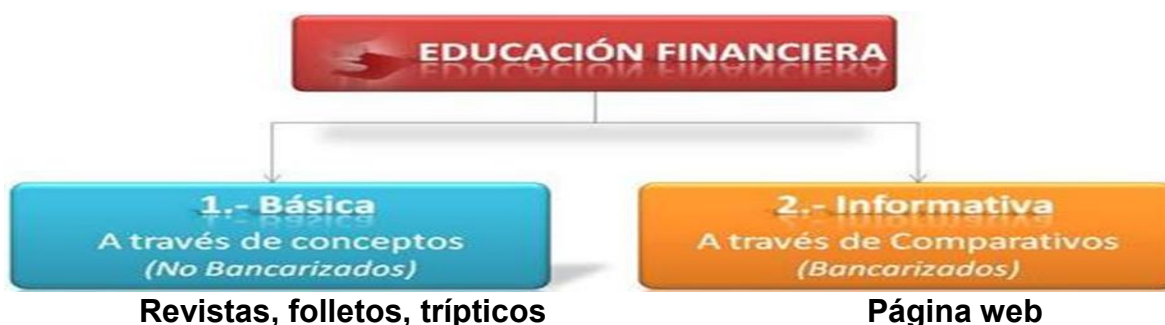 EDUCACIÓN FINANCIERA
1.- Básica
A través de conceptos
(No Bancarizados)
2.- Informativa
A través de Comparativos
(Bancarizados)
Revistas, folletos, trípticos
Página web